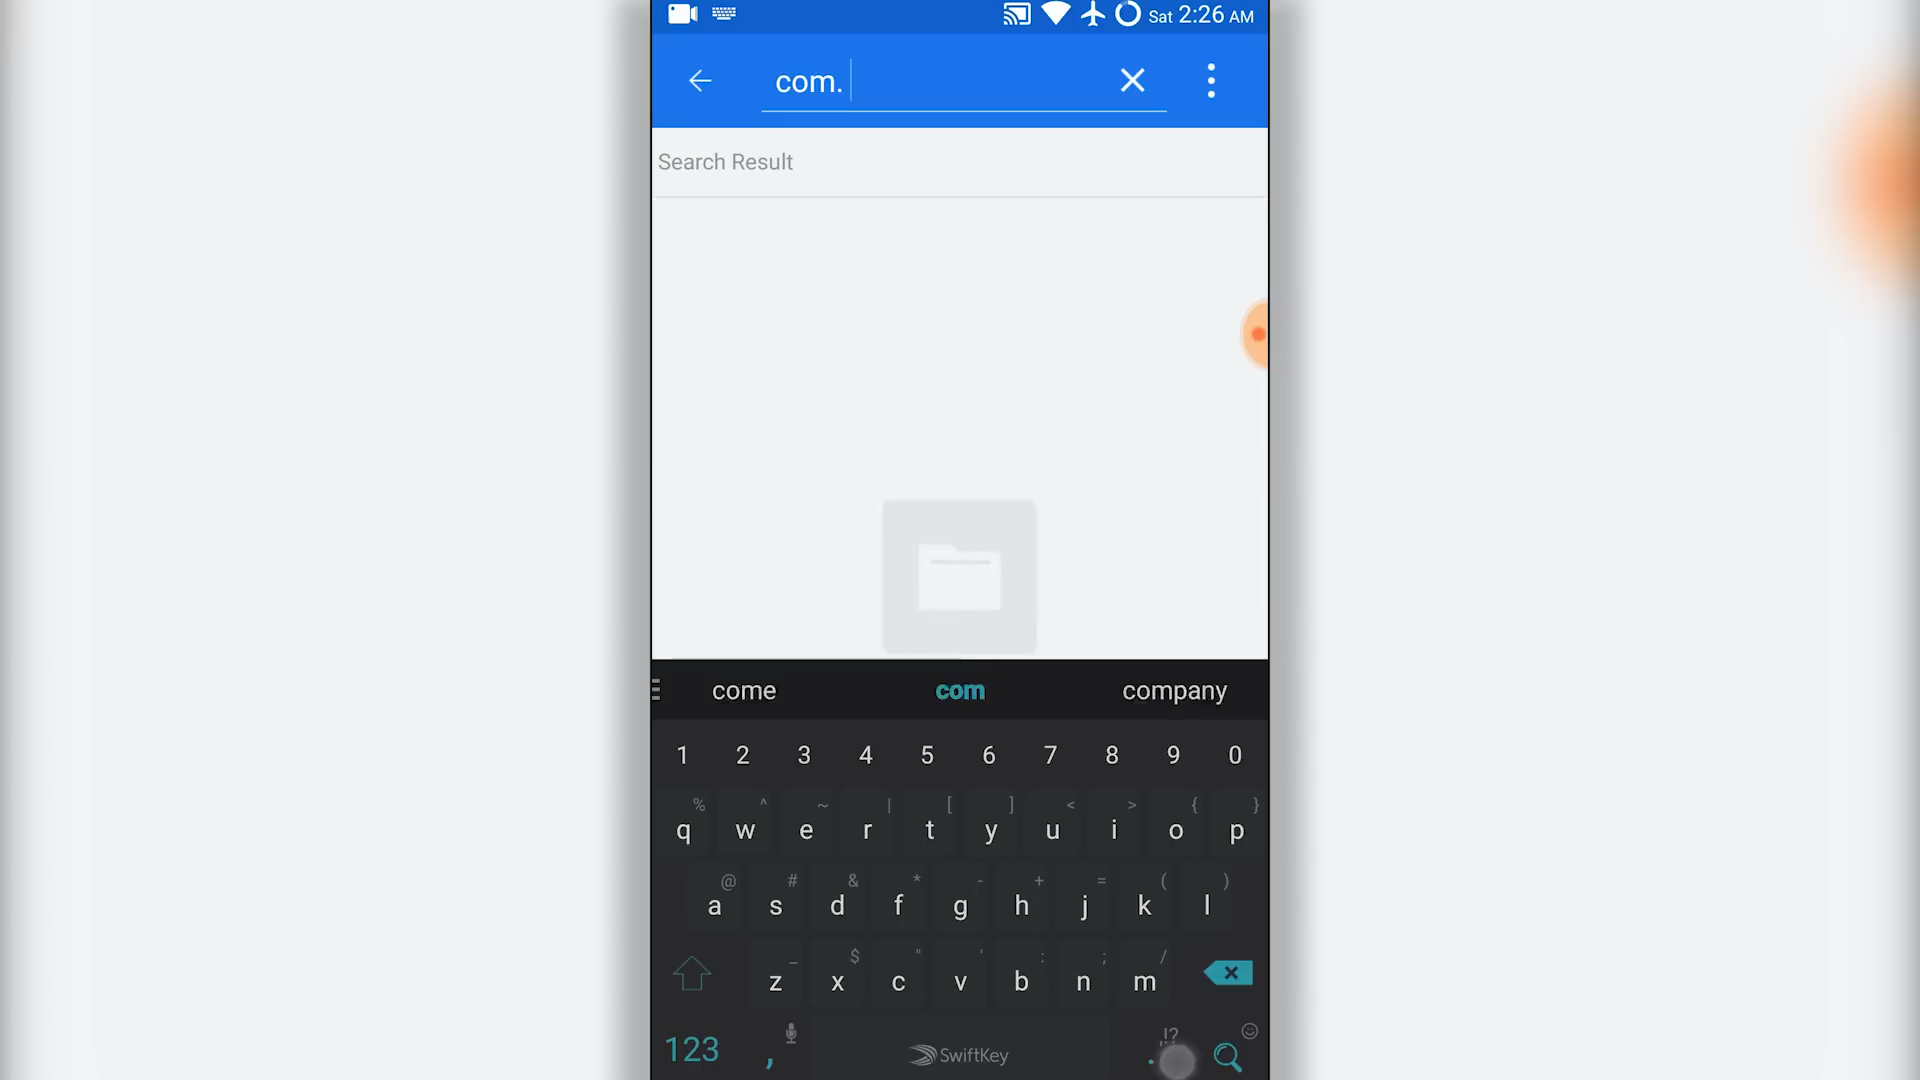 Sat 2:26 AM
com.
Search Result
come com company
1 2 3 4 5 6 7 8 9 0
% ^ ~ | [ ] < > { }
q w e r t y u i o p
@ # & * - + = ( )
a s d f g h j k l
_ $ " ' : ; /
z x c v b n m
!?
123 , SwiftKey .